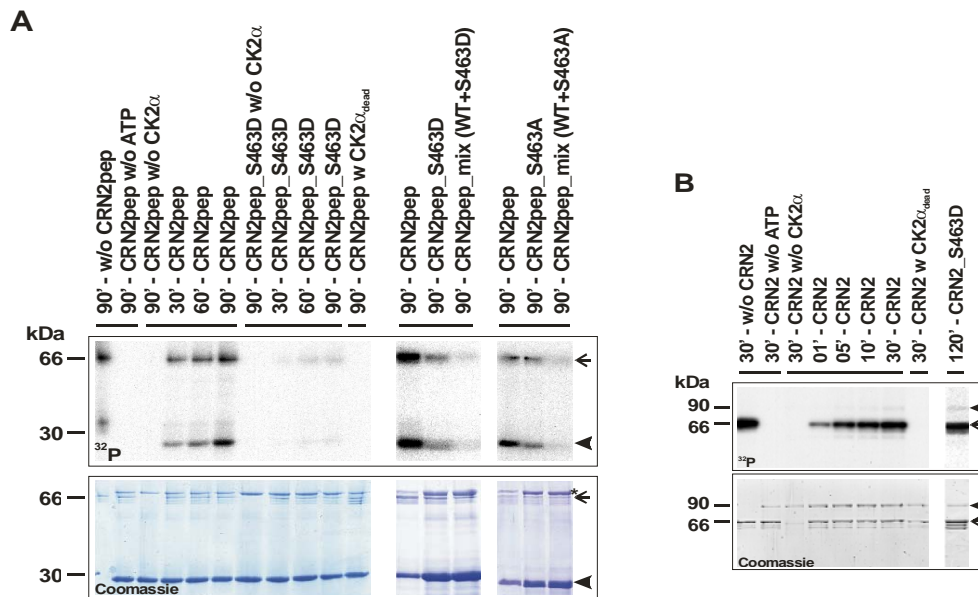 A
90' - w/o CRN2pep
90' - CRN2pep w/o ATP
90' - CRN2pep w/o CK2α
30' - CRN2pep
60' - CRN2pep
90' - CRN2pep
90' - CRN2pep_S463D w/o CK2α
30' - CRN2pep_S463D
60' - CRN2pep_S463D
90' - CRN2pep_S463D
90' - CRN2pep w CK2αdead
90' - CRN2pep
90' - CRN2pep_S463D
90' - CRN2pep_mix (WT+S463D)
90' - CRN2pep
90' - CRN2pep_S463A
90' - CRN2pep_mix (WT+S463A)
kDa
66
30
32P
66
*
30
Coomassie
B
30' - w/o CRN2
30' - CRN2 w/o ATP
30' - CRN2 w/o CK2α
01' - CRN2
05' - CRN2
10' - CRN2
30' - CRN2
30' - CRN2 w CK2αdead
120' - CRN2_S463D
kDa
90
66
32P
90
66
Coomassie